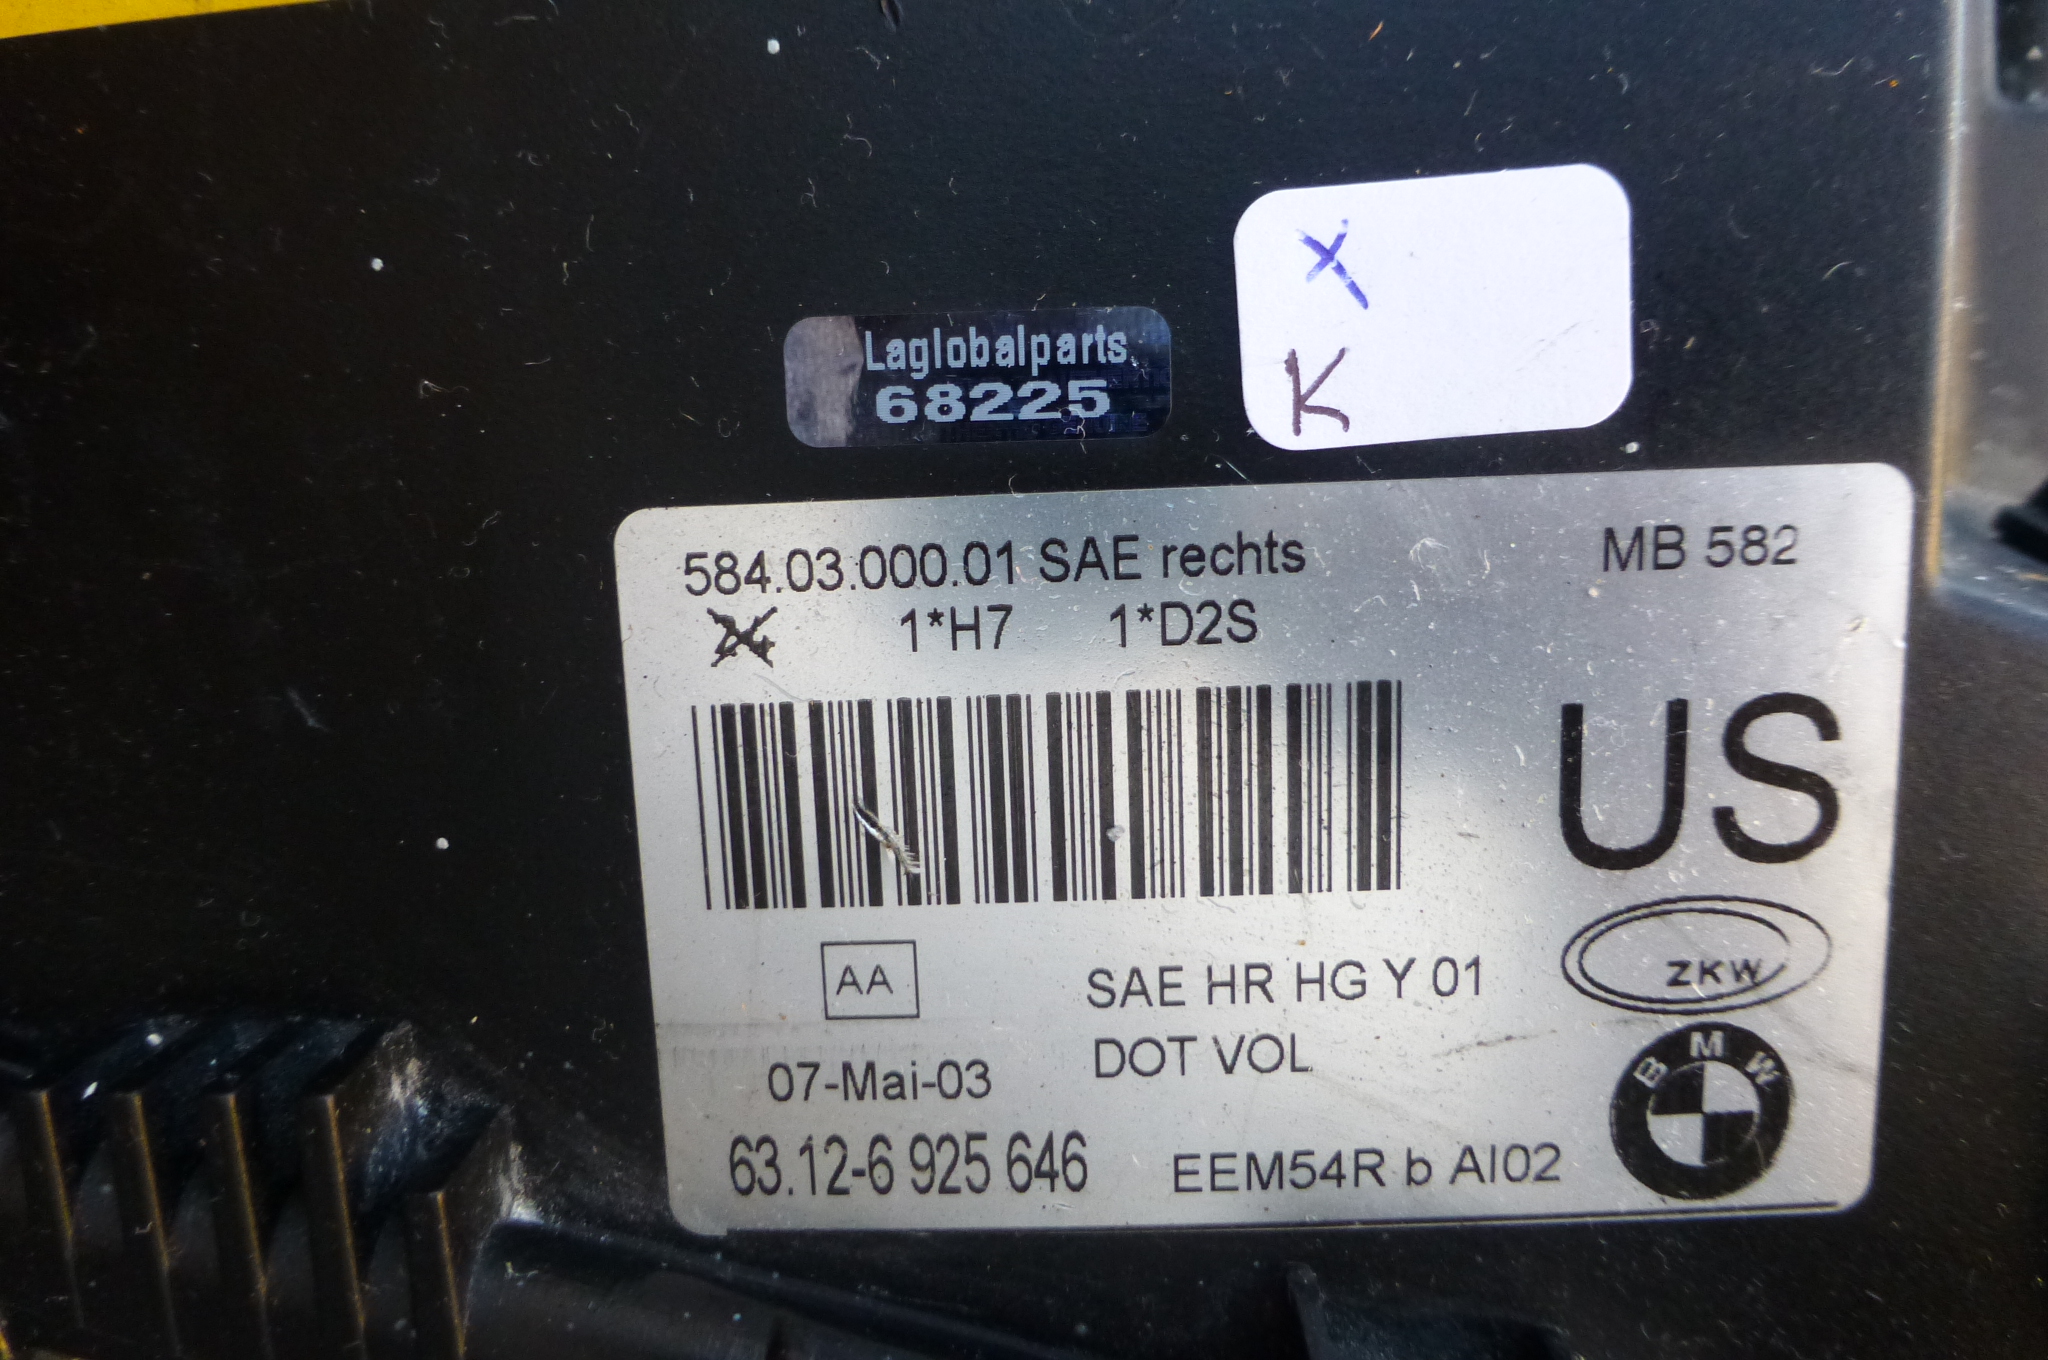 Laglobalparts
68225
X
K
584.03.000.01 SAE rechts
MB 582
1*H7 1*D2S
US
ZKW
AA
SAE HR HG Y 01
DOT VOL
07-Mai-03
BMW
63.12-6 925 646
EEM54R b AI02